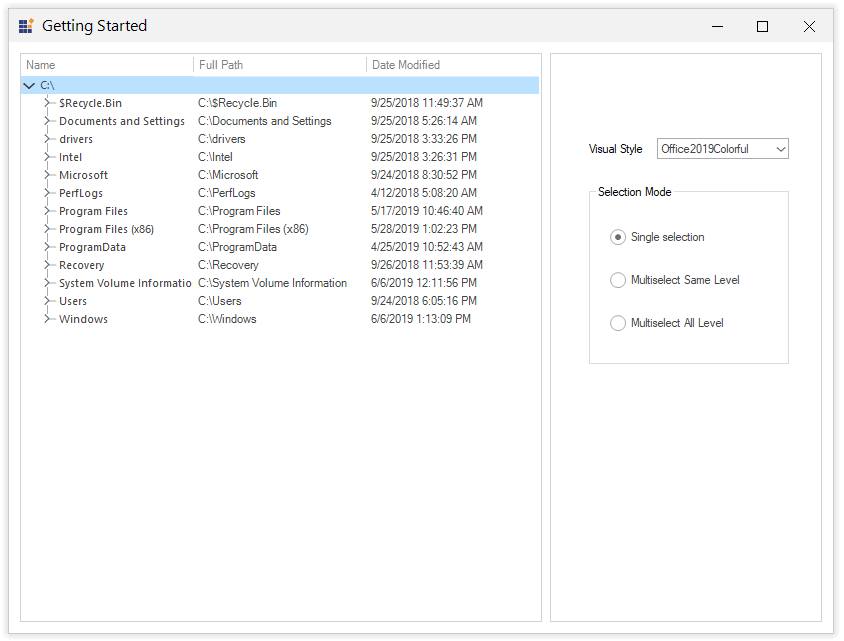 Getting Started
Name Full Path Date Modified
C:\
$Recycle.Bin C:\$Recycle.Bin 9/25/2018 11:49:37 AM
Documents and Settings C:\Documents and Settings 9/25/2018 5:26:14 AM
drivers C:\drivers 9/25/2018 3:33:26 PM
Intel C:\Intel 9/25/2018 3:26:31 PM
Microsoft C:\Microsoft 9/24/2018 8:30:52 PM
PerfLogs C:\PerfLogs 4/12/2018 5:08:20 AM
Program Files C:\Program Files 5/17/2019 10:46:40 AM
Program Files (x86) C:\Program Files (x86) 5/28/2019 1:02:23 PM
ProgramData C:\ProgramData 4/25/2019 10:52:43 AM
Recovery C:\Recovery 9/26/2018 11:53:39 AM
System Volume Informatio C:\System Volume Information 6/6/2019 12:11:56 PM
Users C:\Users 9/24/2018 6:05:16 PM
Windows C:\Windows 6/6/2019 1:13:09 PM
Visual Style Office2019Colorful
Selection Mode
Single selection
Multiselect Same Level
Multiselect All Level